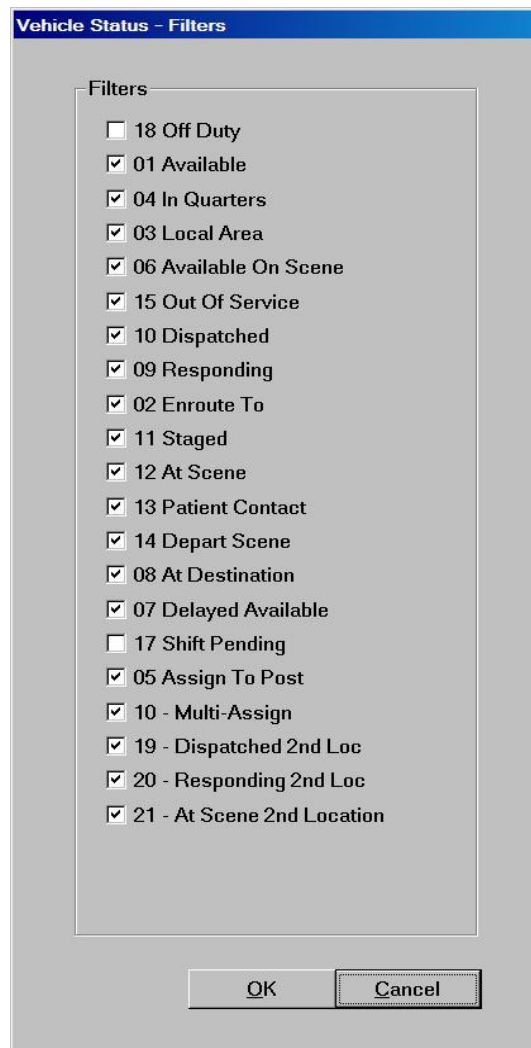 Vehicle Status - Filters
Filters
18 Off Duty
01 Available
04 In Quarters
03 Local Area
06 Available On Scene
15 Out Of Service
10 Dispatched
09 Responding
02 Enroute To
11 Staged
12 At Scene
13 Patient Contact
14 Depart Scene
08 At Destination
07 Delayed Available
17 Shift Pending
05 Assign To Post
10 - Multi-Assign
19 - Dispatched 2nd Loc
20 - Responding 2nd Loc
21 - At Scene 2nd Location
OK Cancel